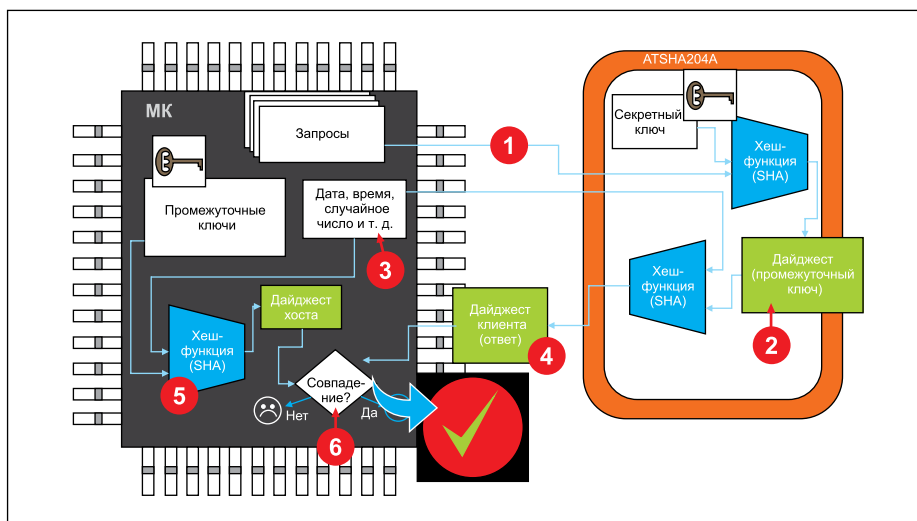 ATSHA204A
МК
Запросы
1
Секретный
ключ
Хеш-
функция
(SHA)
Промежуточные
ключи
Дата, время,
случайное
число и т. д.
3
Хеш-
функция
(SHA)
Дайджест
(промежуточный
ключ)
2
Дайджест
хоста
Дайджест
клиента
(ответ)
4
Хеш-
функция
(SHA)
5
Совпаде-
ние?
Нет
Да
6